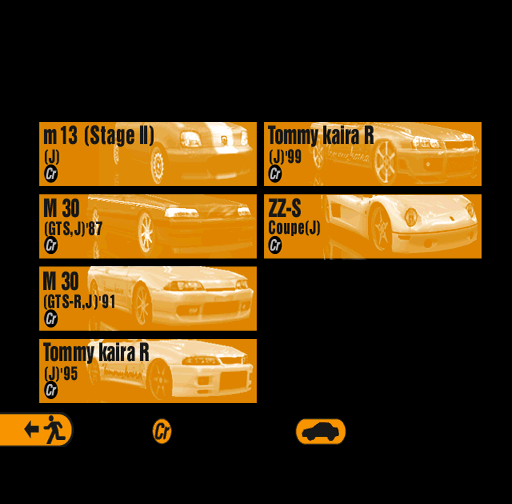 m13 (Stage II)
(J)
Cr
M 30
(GTS,J)'87
Cr
M 30
(GTS-R,J)'91
Cr
Tommy kaira R
(J)'95
Cr
Tommy kaira R
(J)'99
Cr
ZZ-S
Coupe(J)
Cr
Cr